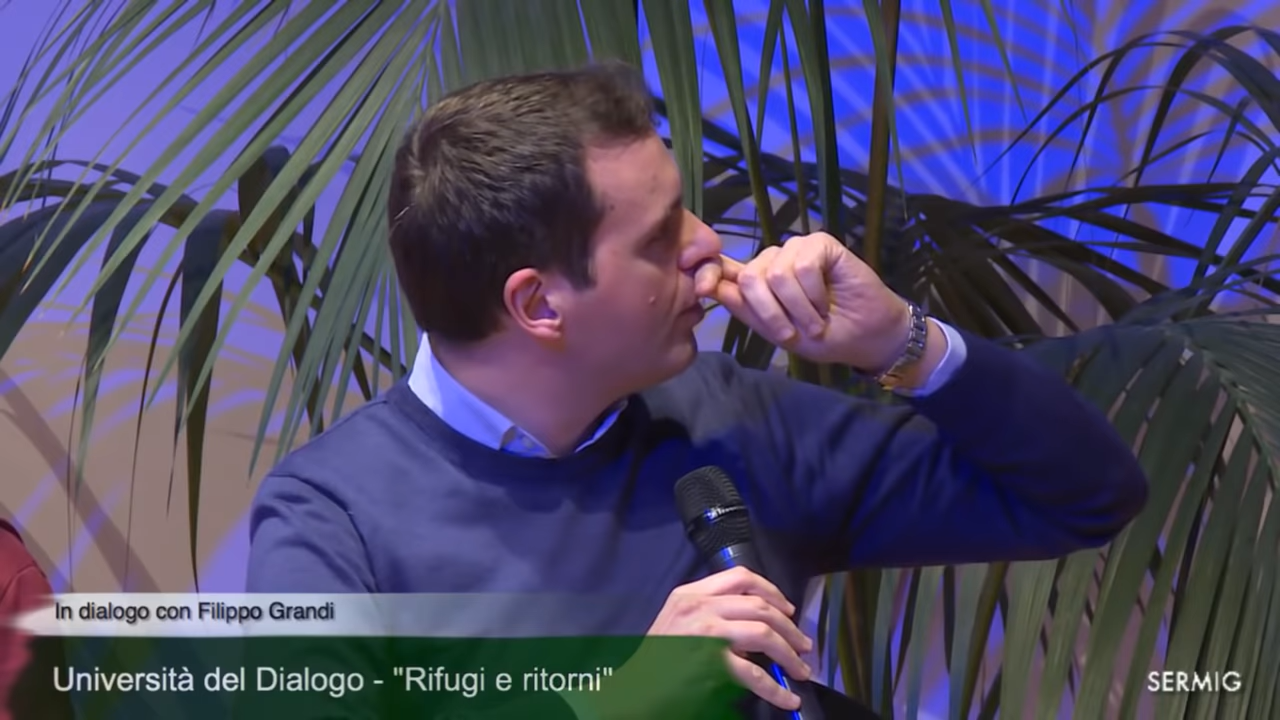 In dialogo con Filippo Grandi
Università del Dialogo - "Rifugi e ritorni"
SERMIG